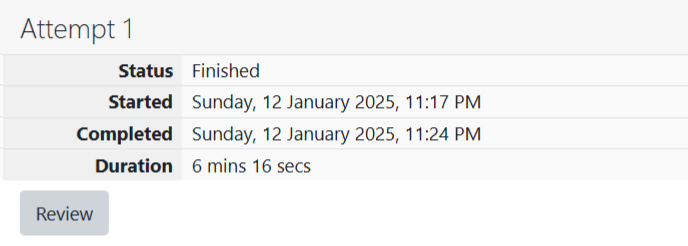 Attempt 1
Status Finished
Started Sunday, 12 January 2025, 11:17 PM
Completed Sunday, 12 January 2025, 11:24 PM
Duration 6 mins 16 secs
Review